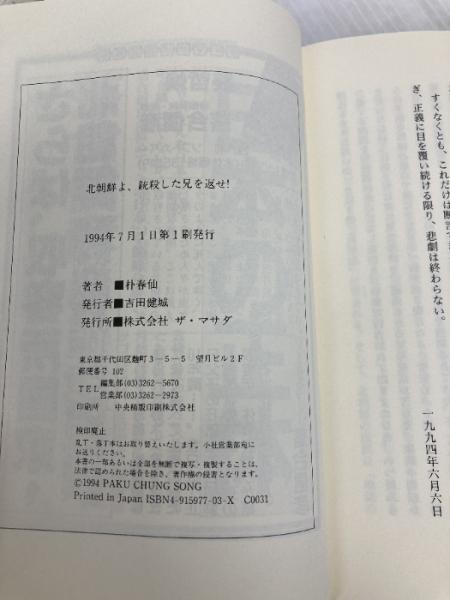 すくなくとも、これだけは断言で
ぎ、正義に目を覆い続ける限り、悲劇は終わらない。
一九九四年六月六日
北朝鮮よ、銃殺した兄を返せ!
1994年7月1日第1刷発行
著者 ■朴春仙
発行者■吉田健城
発行所■株式会社 ザ・マサダ
東京都千代田区麹町3-5-5 望月ビル2F
郵便番号 102
TEL 編集部(03)3262-5670
営業部(03)3262-2973
印刷所 中央精版印刷株式会社
検印廃止
乱丁・落丁本はお取り替えいたします。小社営業部宛に
お送りください。
本書の一部あるいは全部を無断で複写・複製することは、
法律で認められた場合を除き、著作権の侵害となります。
©1994 PAKU CHUNG SONG
Printed in Japan ISBN4-915977-03-X C0031